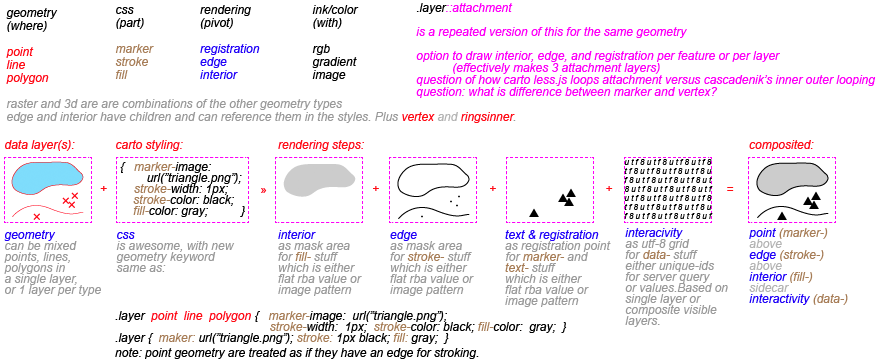 geometry css rendering ink/color .layer::attachment
(where) (part) (pivot) (with)
is a repeated version of this for the same geometry
point marker registration rgb option to draw interior, edge, and registration per feature or per layer
line stroke edge gradient (effectively makes 3 attachment layers)
polygon fill interior image question of how carto less.js loops attachment versus cascadenik's inner outer looping
question: what is difference between marker and vertex?
raster and 3d are are combinations of the other geometry types
edge and interior have children and can reference them in the styles. Plus vertex and ringsinner.
data layer(s): carto styling: rendering steps: composited:
{ marker-image:
url("triangle.png");
stroke-width: 1px;
stroke-color: black;
fill-color: gray; }
+ » + + + =
utf8utf8utf8utf8utf8
tf8utf8utf8utf8utf8u
f8utf8utf8utf8utf8ut
8utf8utf8utf8utf8utf
utf8utf8utf8utf8utf8
tf8utf8utf8utf8utf8u
f8utf8utf8utf8utf8ut
geometry
can be mixed
points, lines,
polygons in
a single layer,
or 1 layer per type
css
is awesome, with new
geometry keyword
same as:
interior
as mask area
for fill- stuff
which is either
flat rba value or
image pattern
edge
as mask area
for stroke- stuff
which is either
flat rba value or
image pattern
text & registration
as registration point
for marker- and
text- stuff
which is either
flat rba value or
image pattern
interacivity
as utf-8 grid
for data- stuff
either unique-ids
for server query
or values.Based on
single layer or
composite visible
layers.
point (marker-)
above
edge (stroke-)
above
interior (fill-)
sidecar
interactivity (data-)
.layer point line polygon { marker-image: url("triangle.png");
stroke-width: 1px; stroke-color: black; fill-color: gray; }
.layer { maker: url("triangle.png"); stroke: 1px black; fill: gray; }
note: point geometry are treated as if they have an edge for stroking.